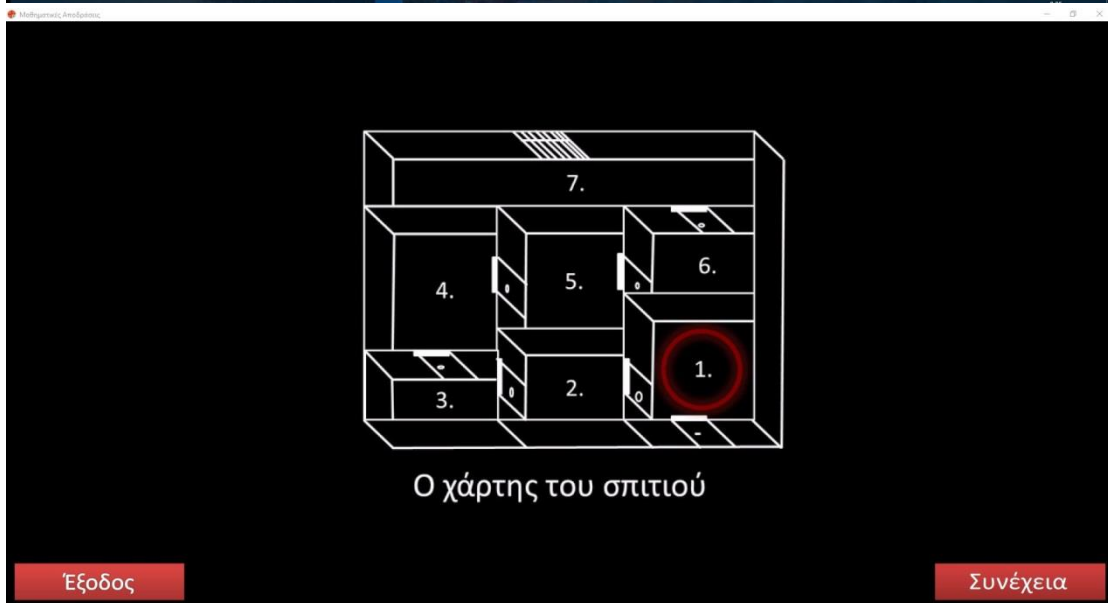 Μαθηματικές Αποδράσεις
7.
6.
5.
4.
1.
2.
3.
Ο χάρτης του σπιτιού
Έξοδος
Συνέχεια